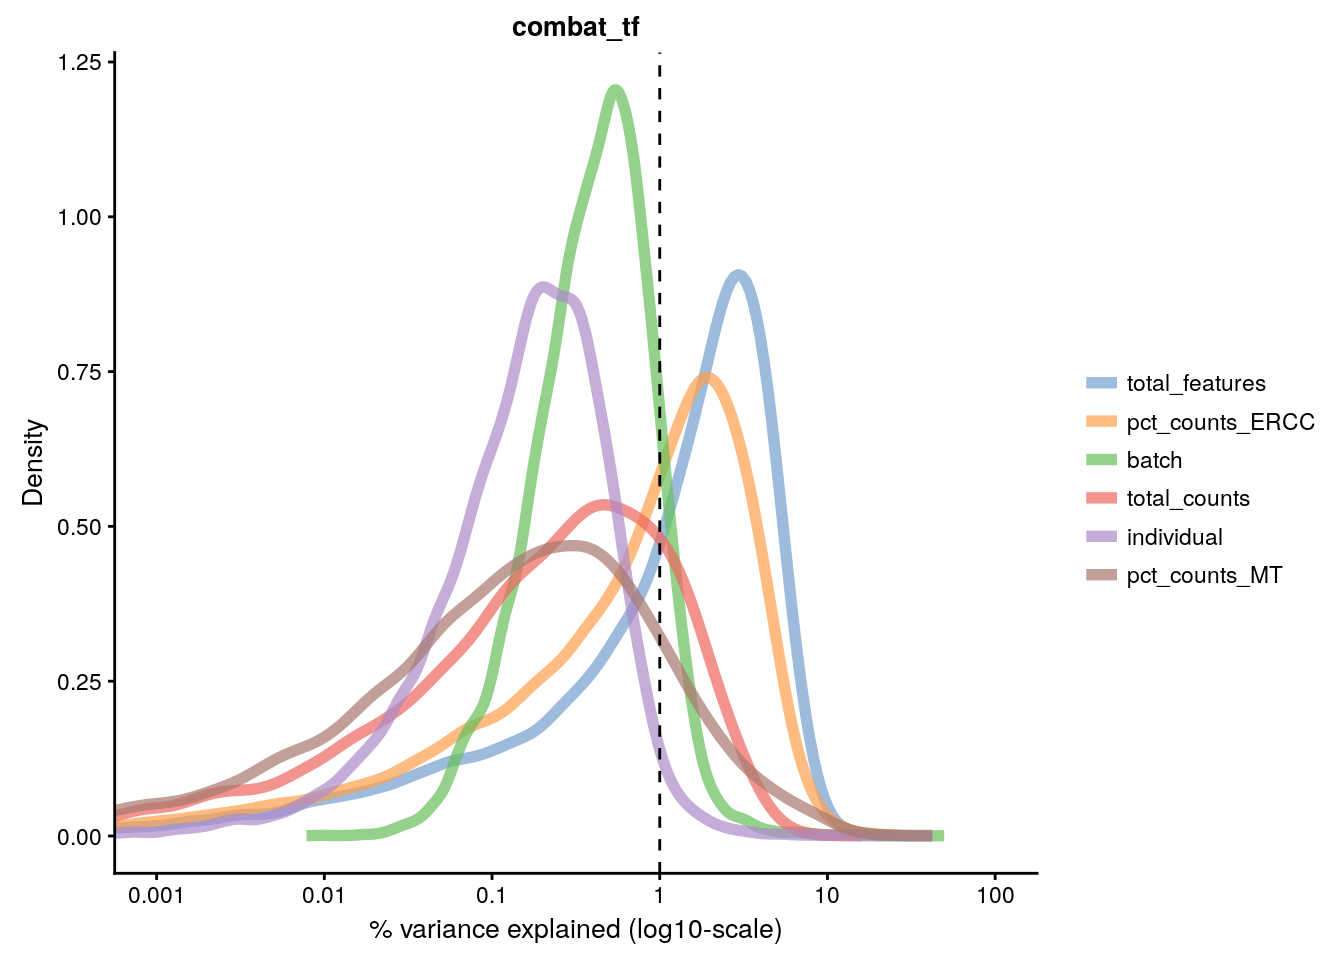 combat_tf
1.25
1.00
0.75
0.50
0.25
0.00
Density
0.001
0.01
0.1
1
10
100
% variance explained (log10-scale)
total_features
pct_counts_ERCC
batch
total_counts
individual
pct_counts_MT